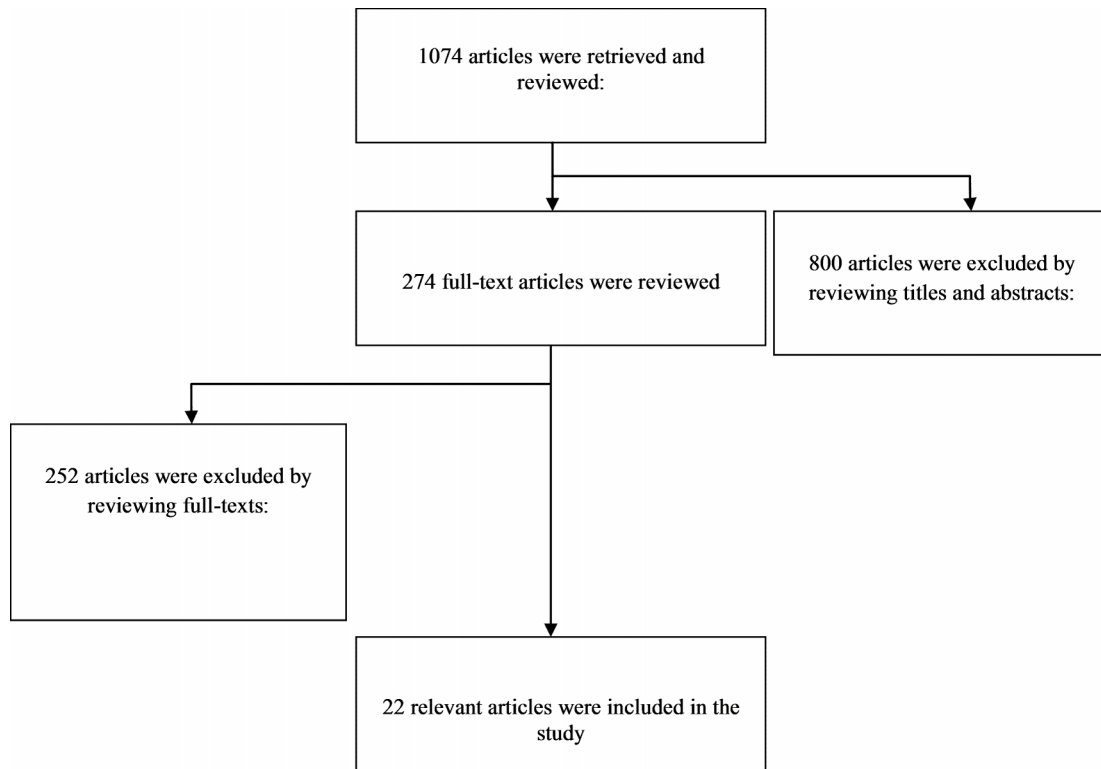 1074 articles were retrieved and
reviewed:
274 full-text articles were reviewed
800 articles were excluded by
reviewing titles and abstracts:
252 articles were excluded by
reviewing full-texts:
22 relevant articles were included in the
study